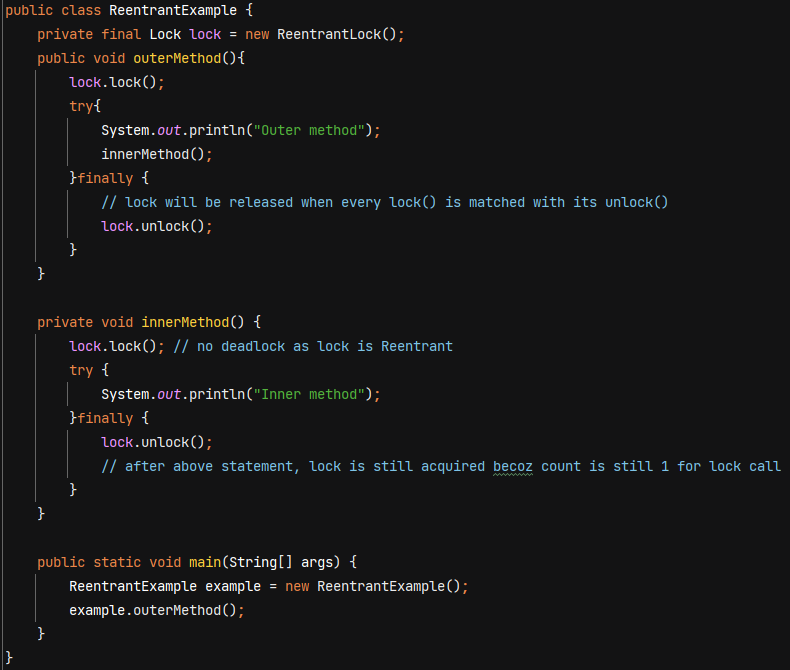 public class ReentrantExample {
    private final Lock lock = new ReentrantLock();
    public void outerMethod(){
        lock.lock();
        try{
            System.out.println("Outer method");
            innerMethod();
        }finally {
            // lock will be released when every lock() is matched with its unlock()
            lock.unlock();
        }
    }

    private void innerMethod() {
        lock.lock(); // no deadlock as lock is Reentrant
        try {
            System.out.println("Inner method");
        }finally {
            lock.unlock();
            // after above statement, lock is still acquired becoz count is still 1 for lock call
        }
    }

    public static void main(String[] args) {
        ReentrantExample example = new ReentrantExample();
        example.outerMethod();
    }
}